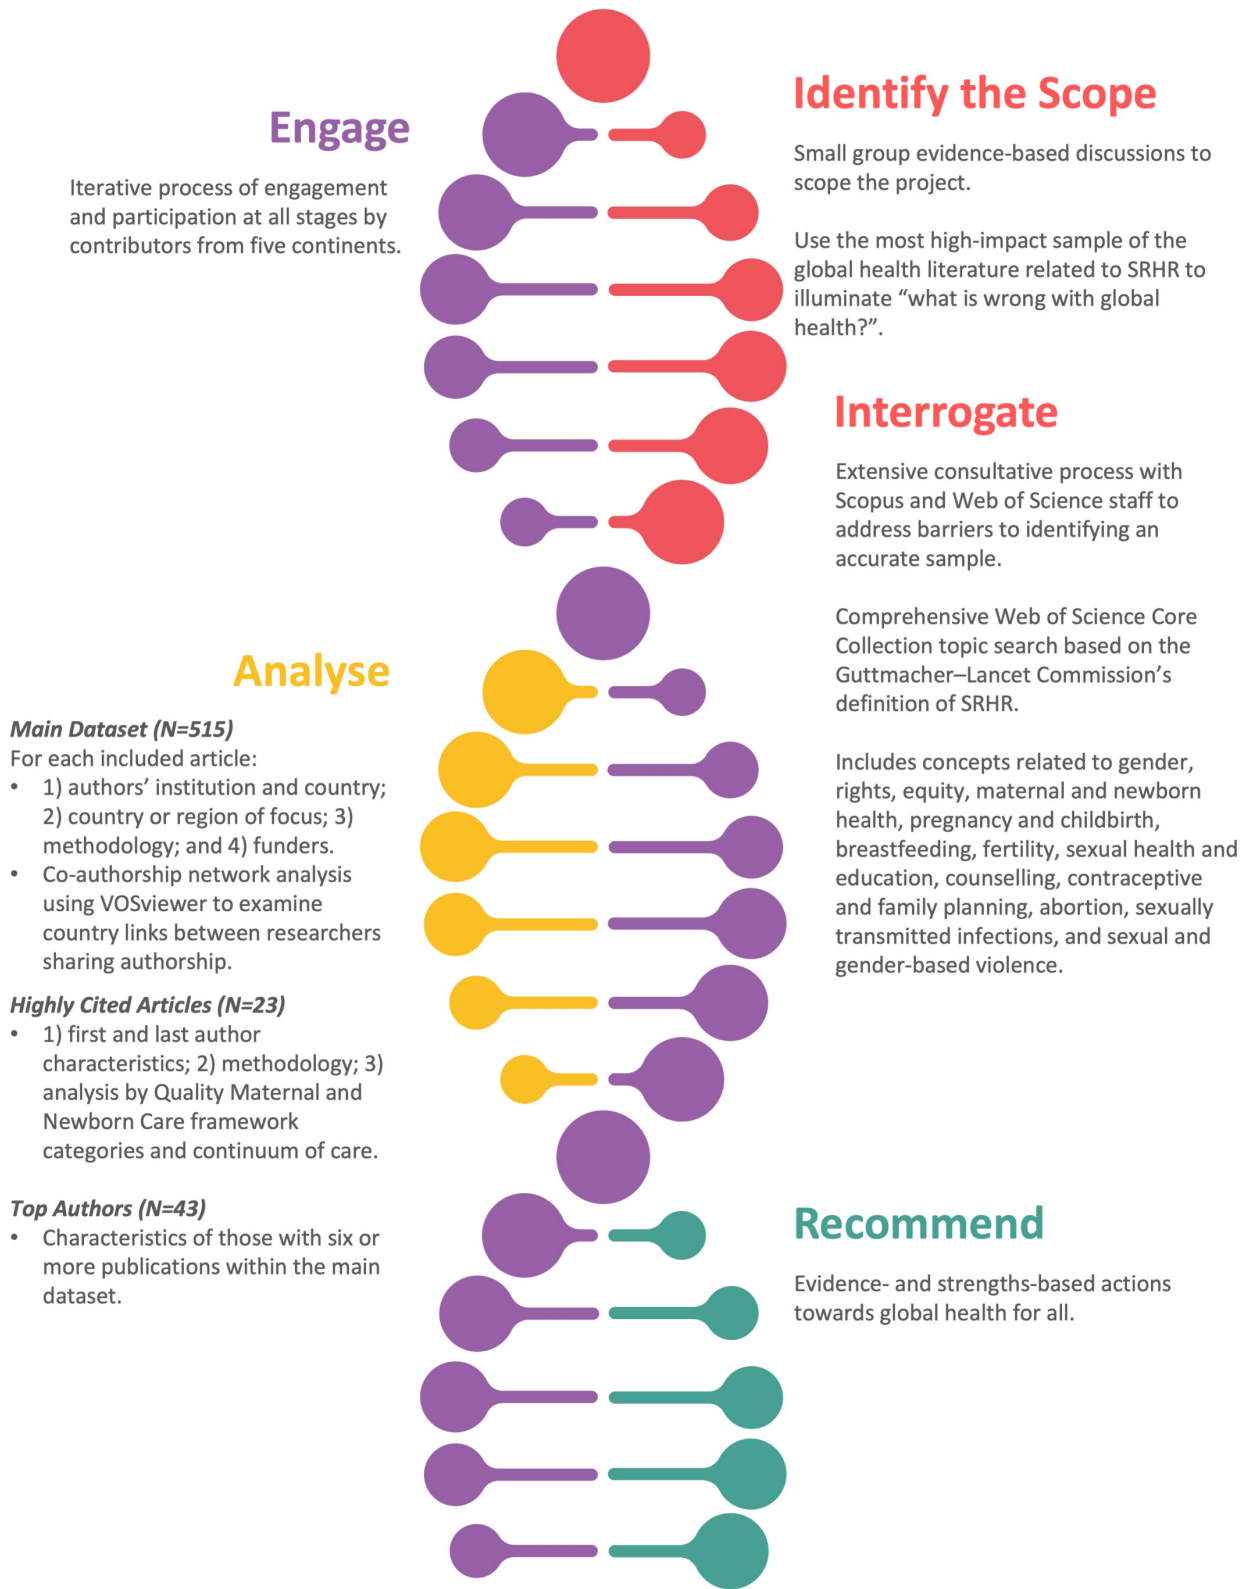 Engage
Iterative process of engagement
and participation at all stages by
contributors from five continents.
Identify the Scope
Small group evidence-based discussions to
scope the project.
Use the most high-impact sample of the
global health literature related to SRHR to
illuminate “what is wrong with global
health?”.
Interrogate
Extensive consultative process with
Scopus and Web of Science staff to
address barriers to identifying an
accurate sample.
Comprehensive Web of Science Core
Collection topic search based on the
Guttmacher–Lancet Commission’s
definition of SRHR.
Includes concepts related to gender,
rights, equity, maternal and newborn
health, pregnancy and childbirth,
breastfeeding, fertility, sexual health and
education, counselling, contraceptive
and family planning, abortion, sexually
transmitted infections, and sexual and
gender-based violence.
Analyse
Main Dataset (N=515)
For each included article:
• 1) authors’ institution and country;
2) country or region of focus; 3)
methodology; and 4) funders.
• Co-authorship network analysis
using VOSviewer to examine
country links between researchers
sharing authorship.
Highly Cited Articles (N=23)
• 1) first and last author
characteristics; 2) methodology; 3)
analysis by Quality Maternal and
Newborn Care framework
categories and continuum of care.
Top Authors (N=43)
• Characteristics of those with six or
more publications within the main
dataset.
Recommend
Evidence- and strengths-based actions
towards global health for all.